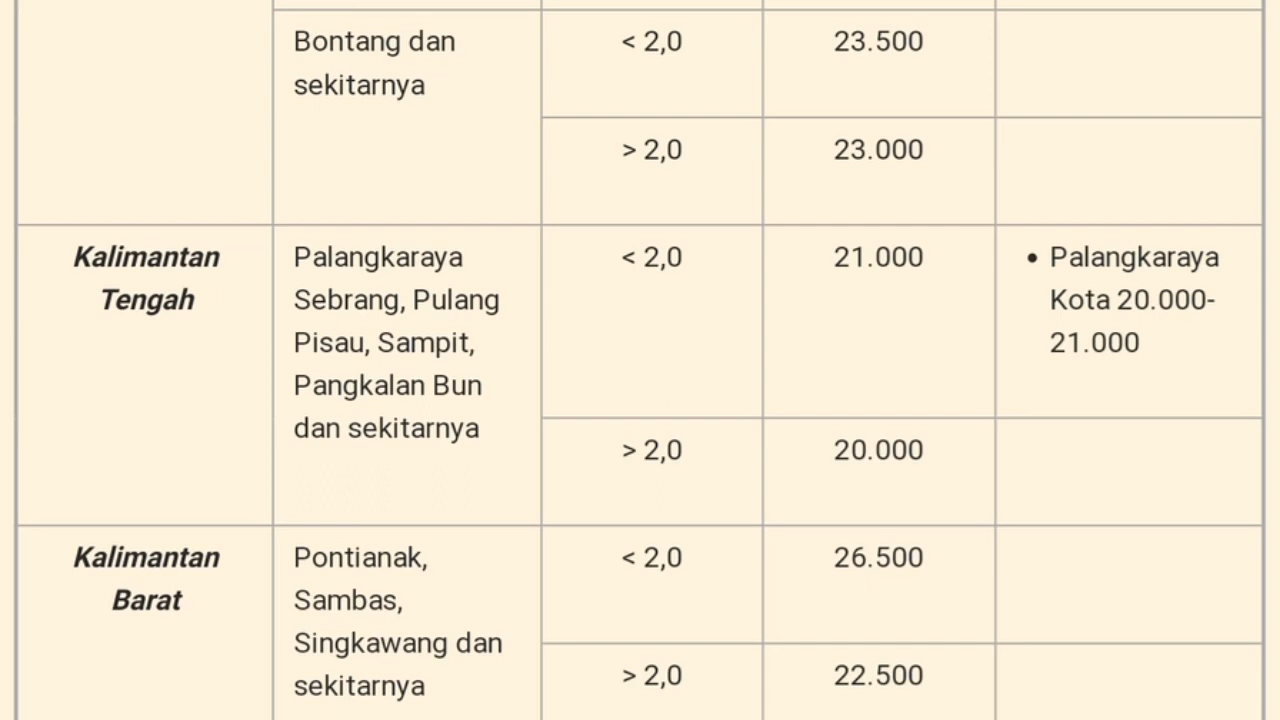 Bontang dan
sekitarnya
< 2,0
23.500
> 2,0
23.000
Kalimantan
Tengah
Palangkaraya
Sebrang, Pulang
Pisau, Sampit,
Pangkalan Bun
dan sekitarnya
< 2,0
21.000
• Palangkaraya
Kota 20.000-
21.000
> 2,0
20.000
Kalimantan
Barat
Pontianak,
Sambas,
Singkawang dan
sekitarnya
< 2,0
26.500
> 2,0
22.500